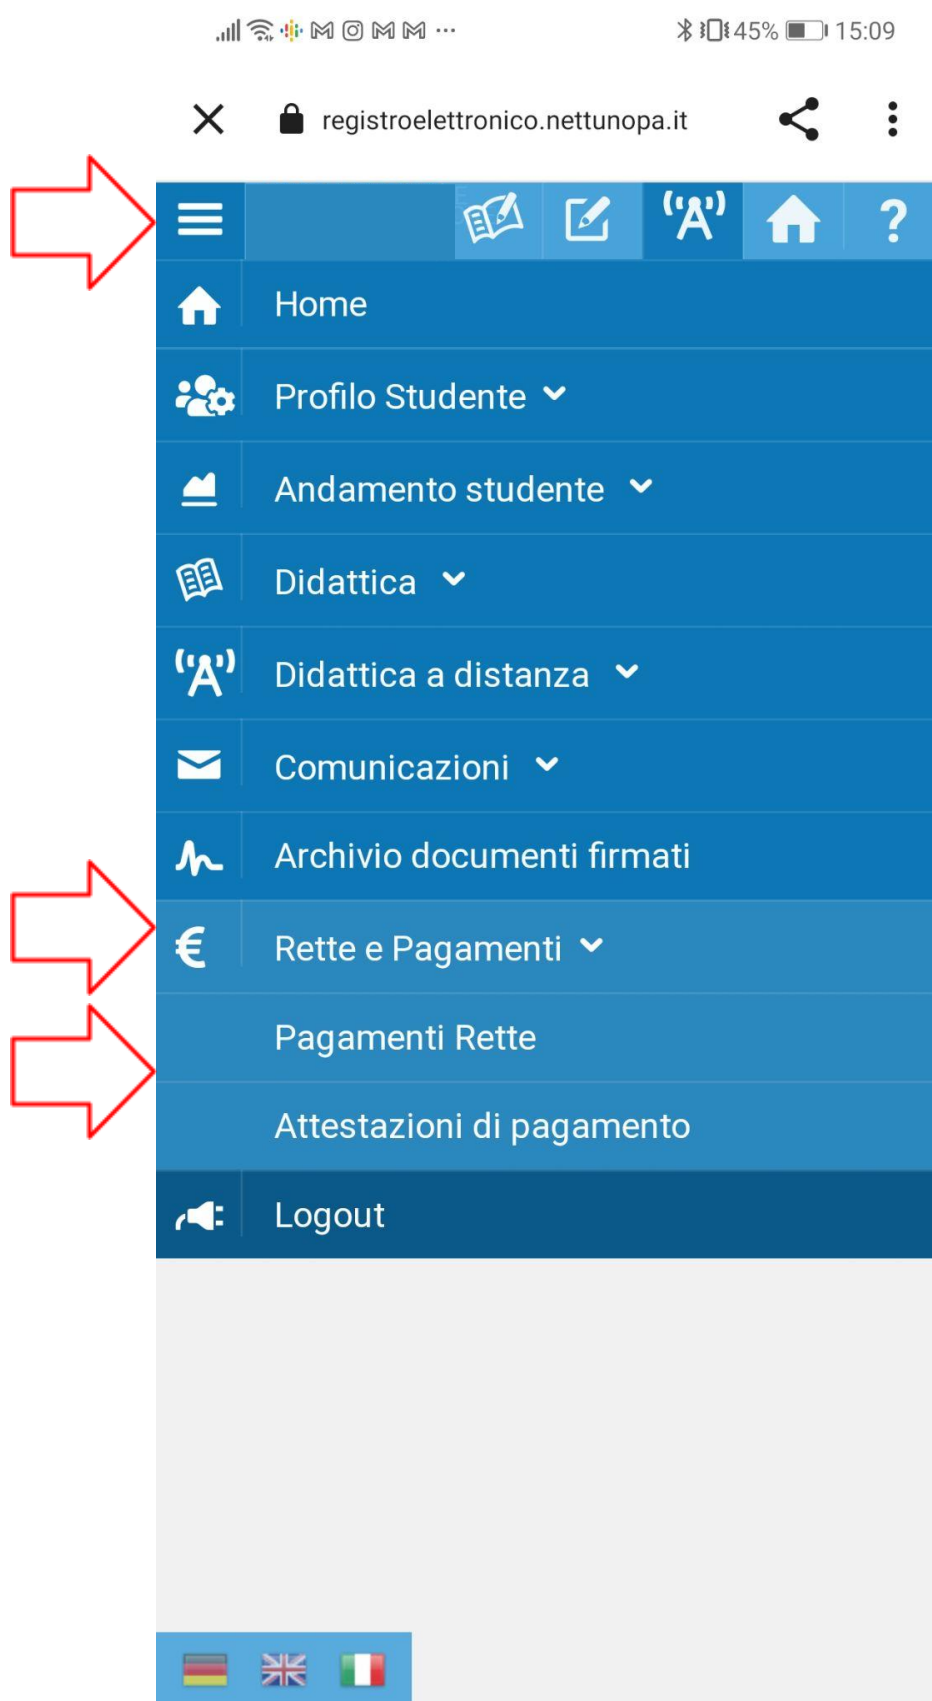 45% 15:09
registroelettronico.nettunopa.it
?
Home
Profilo Studente
Andamento studente
Didattica
Didattica a distanza
Comunicazioni
Archivio documenti firmati
€ Rette e Pagamenti
Pagamenti Rette
Attestazioni di pagamento
Logout